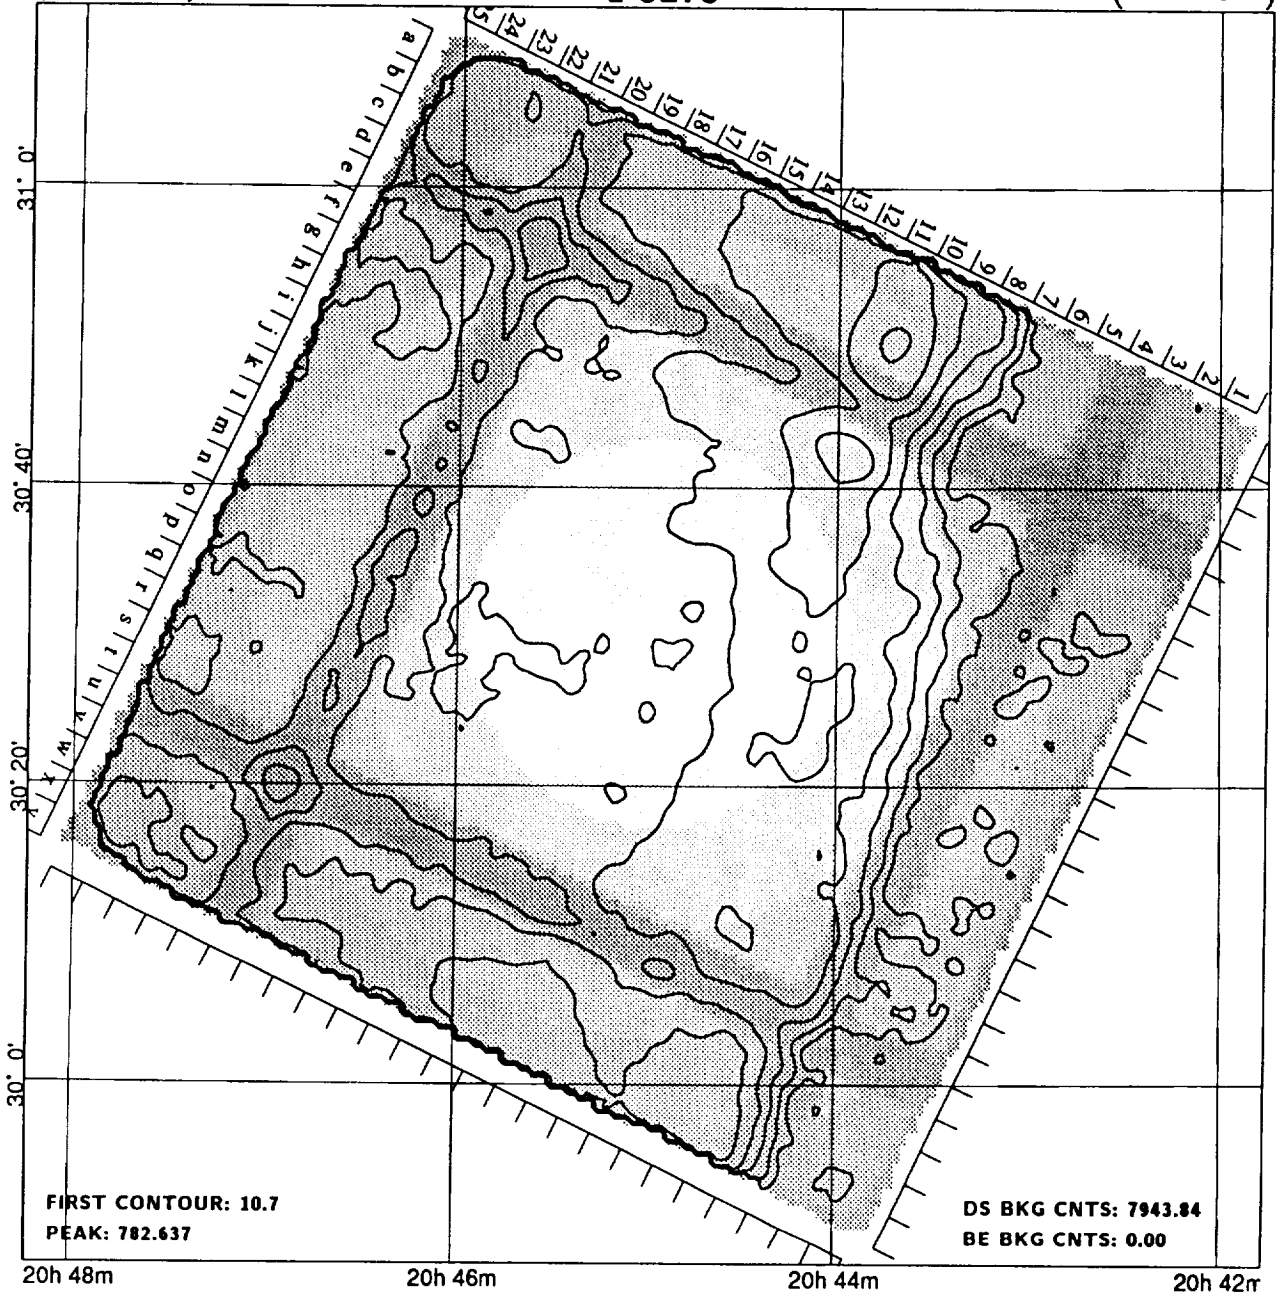 25 24 23 22 21 20 19 18 17 16 15 14 13 12 11 10 9 8 7 6 5 4 3 2 1
a b c d e f g h i j k l m n o p q r s t u v w x y
31° 0'
30° 40'
30° 20'
30° 0'
FIRST CONTOUR: 10.7
PEAK: 782.637
DS BKG CNTS: 7943.84
BE BKG CNTS: 0.00
20h 48m
20h 46m
20h 44m
20h 42m